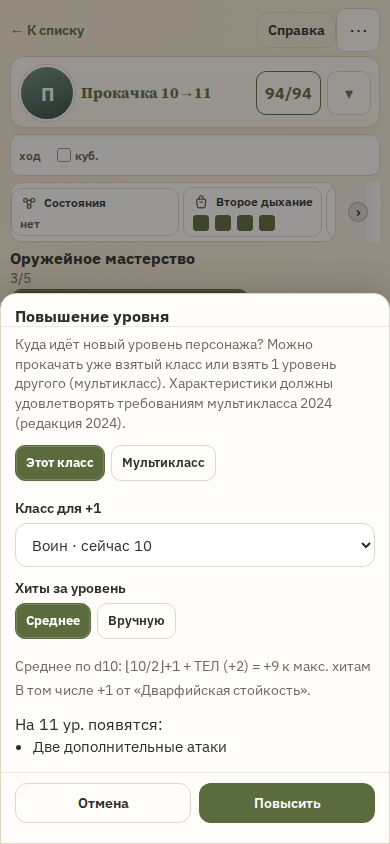 ← К списку
Справка
⋯
П
Прокачка 10→11
94/94
▾
ход
куб.
Состояния
нет
Второе дыхание
›
Оружейное мастерство
3/5
Повышение уровня
Куда идёт новый уровень персонажа? Можно
прокачать уже взятый класс или взять 1 уровень
другого (мультикласс). Характеристики должны
удовлетворять требованиям мультикласса 2024
(редакция 2024).
Этот класс
Мультикласс
Класс для +1
Воин · сейчас 10
Хиты за уровень
Среднее
Вручную
Среднее по d10: ⌊10/2⌋+1 + ТЕЛ (+2) = +9 к макс. хитам
В том числе +1 от «Дварфийская стойкость».
На 11 ур. появятся:
• Две дополнительные атаки
Отмена
Повысить